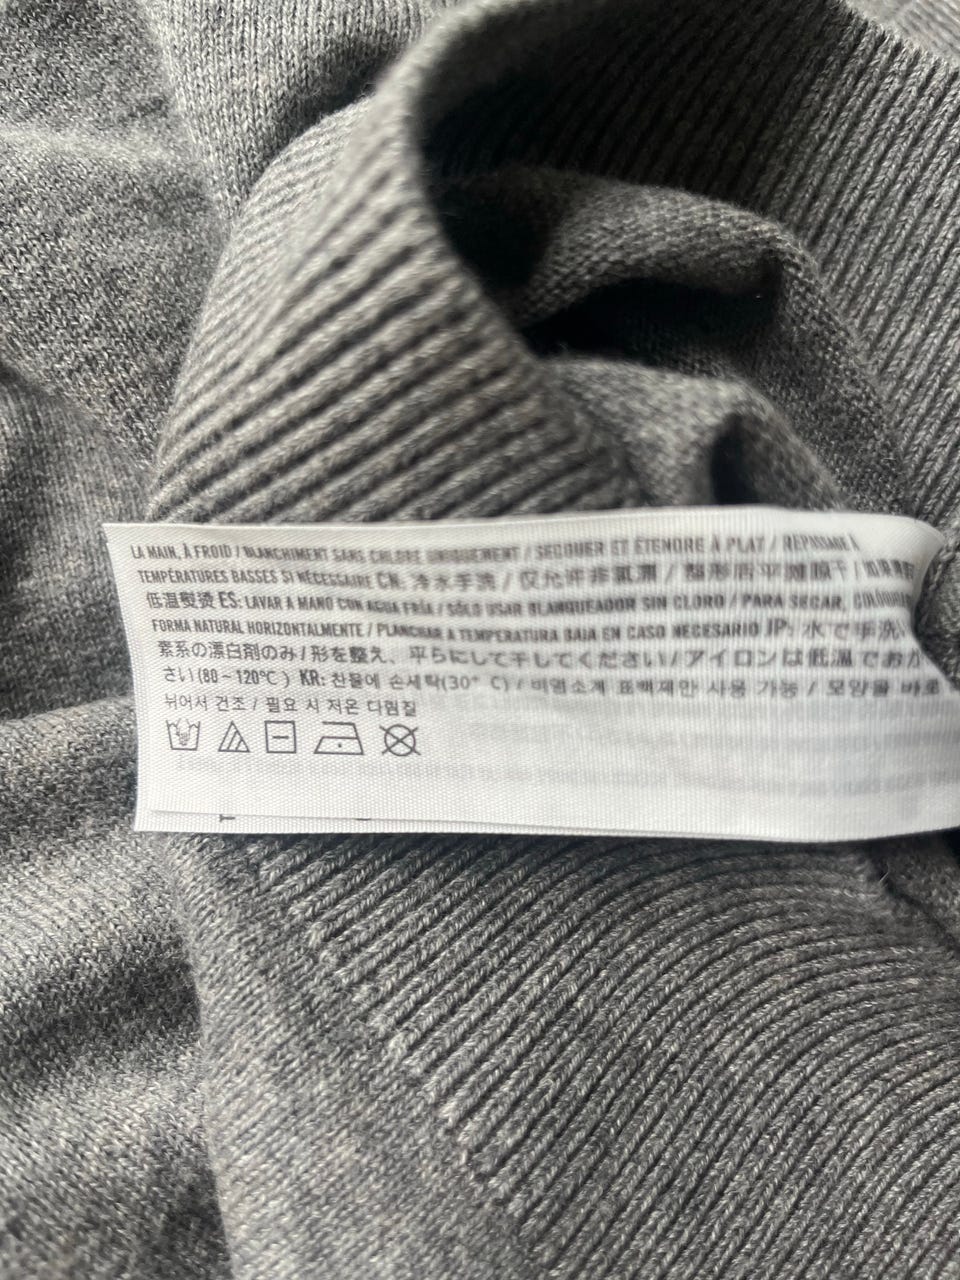 LA MAIN, À FROID / BLANCHIMENT SANS CHLORE UNIQUEMENT / SECOUER ET ÉTENDRE À PLAT / REPASSAGE À
TEMPÉRATURES BASSES SI NÉCESSAIRE CN: 冷水手洗 / 仅允许非氯漂 / 整形后平摊晾干 / 如果需要
低温熨烫 ES: LAVAR A MANO CON AGUA FRÍA / SÓLO USAR BLANQUEADOR SIN CLORO / PARA SECAR,
FORMA NATURAL HORIZONTALMENTE / PLANCHAR A TEMPERATURA BAJA EN CASO NECESARIO JP: 水で手洗
素系の漂白剤のみ / 形を整え、平らにして干してください / アイロンは低温でおか
さい (80~120℃) KR: 찬물에 손세탁(30° C) / 비염소계 표백제만 사용 가능 / 모양을 바로
뉘어서 건조 / 필요 시 저온 다림질